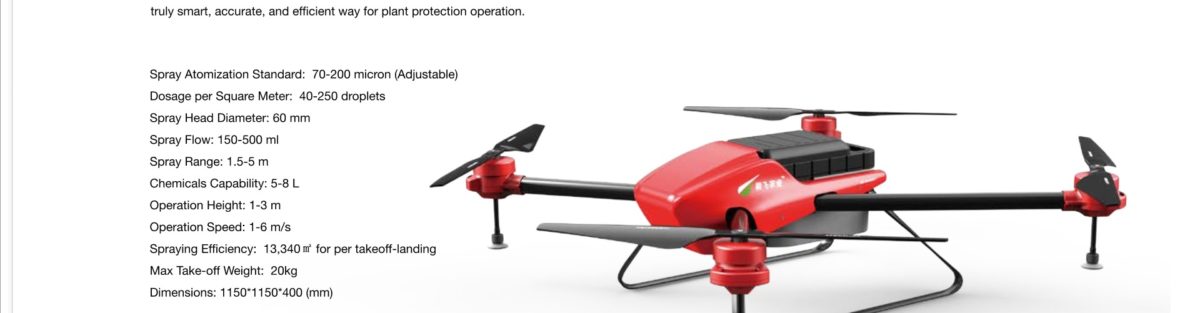 truly smart, accurate, and efficient way for plant protection operation.
Spray Atomization Standard:  70-200 micron (Adjustable)
Dosage per Square Meter:  40-250 droplets
Spray Head Diameter: 60 mm
Spray Flow: 150-500 ml
Spray Range: 1.5-5 m
Chemicals Capability: 5-8 L
Operation Height: 1-3 m
Operation Speed: 1-6 m/s
Spraying Efficiency:  13,340㎡ for per takeoff-landing
Max Take-off Weight:  20kg
Dimensions: 1150*1150*400 (mm)